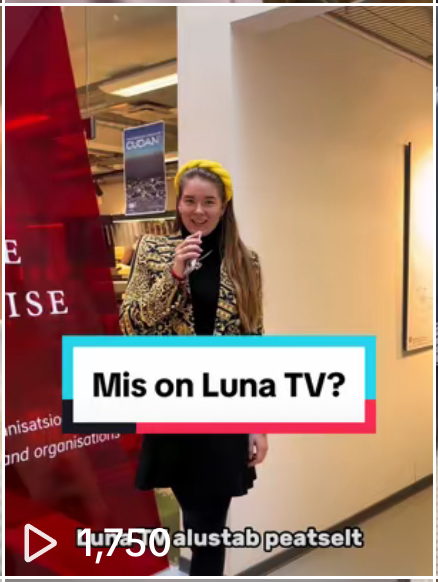 CUDAN
E
ISE
Mis on Luna TV?
anisatsio
and organisations
Luna TV alustab peatselt
1,750